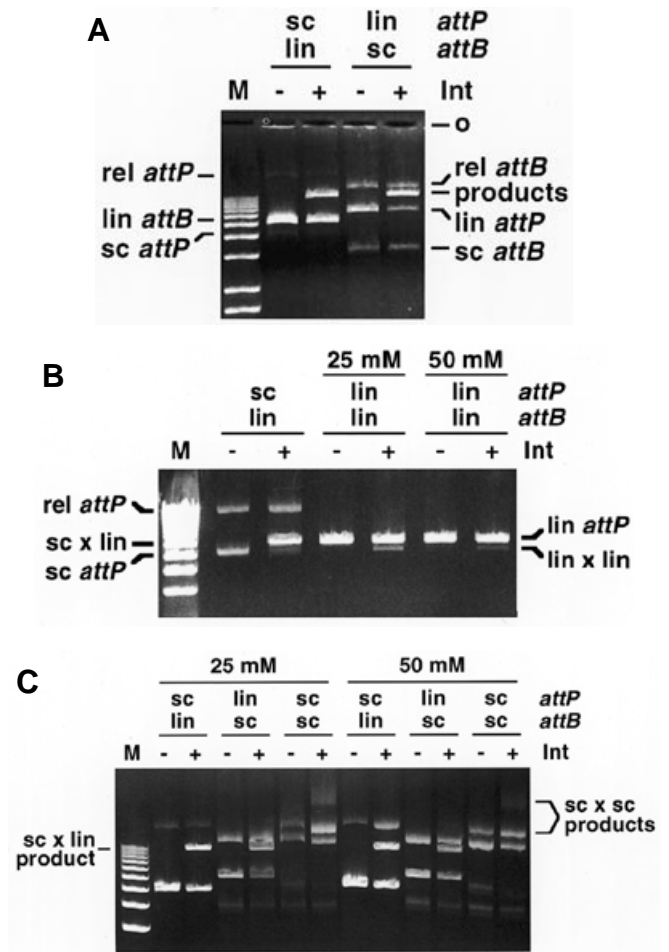 A
sc lin attP
lin sc attB
M - + - + Int
o
rel attP
rel attB
products
lin attB
lin attP
sc attP
sc attB
B
25 mM 50 mM
sc lin lin attP
lin lin lin attB
M - + - + - + Int
rel attP
lin attP
sc x lin
lin x lin
sc attP
C
25 mM 50 mM
sc lin sc sc lin sc attP
lin sc sc lin sc sc attB
M - + - + - + - + - + - + Int
sc x sc
products
sc x lin
product